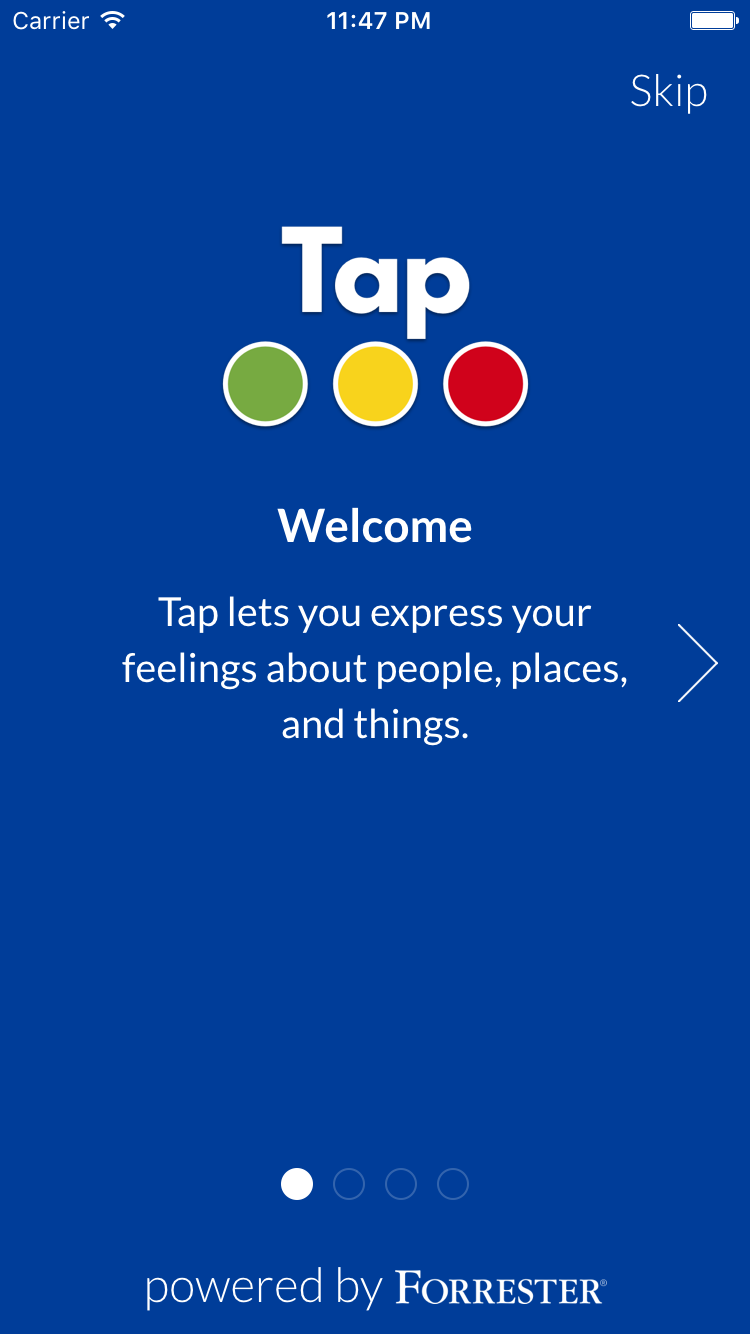 Carrier 11:47 PM
Skip
Tap
Welcome
Tap lets you express your
feelings about people, places,
and things.
powered by FORRESTER®